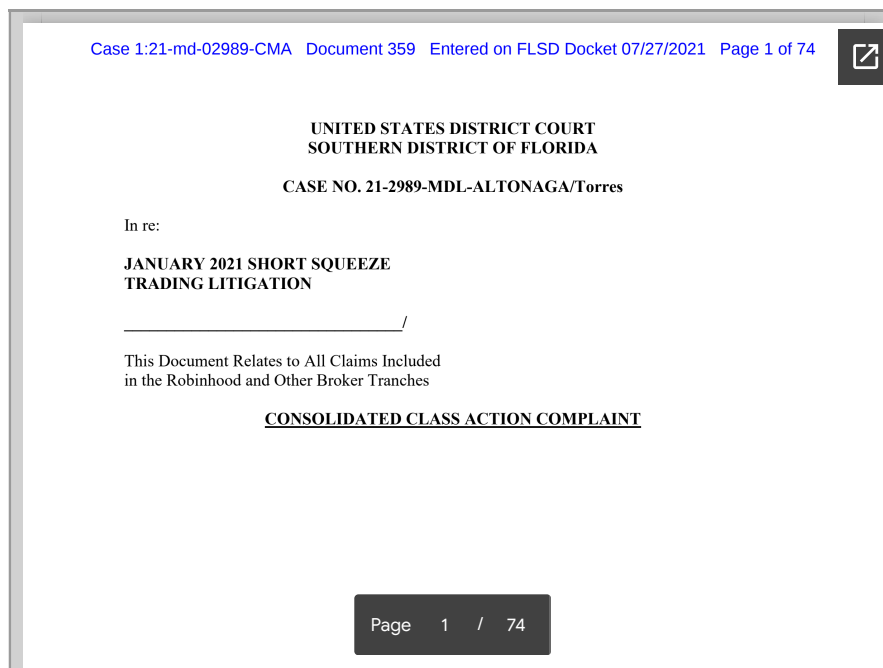 Case 1:21-md-02989-CMA Document 359 Entered on FLSD Docket 07/27/2021 Page 1 of 74
UNITED STATES DISTRICT COURT
SOUTHERN DISTRICT OF FLORIDA
CASE NO. 21-2989-MDL-ALTONAGA/Torres
In re:
JANUARY 2021 SHORT SQUEEZE
TRADING LITIGATION
__________________________________/
This Document Relates to All Claims Included
in the Robinhood and Other Broker Tranches
CONSOLIDATED CLASS ACTION COMPLAINT
Page 1 / 74